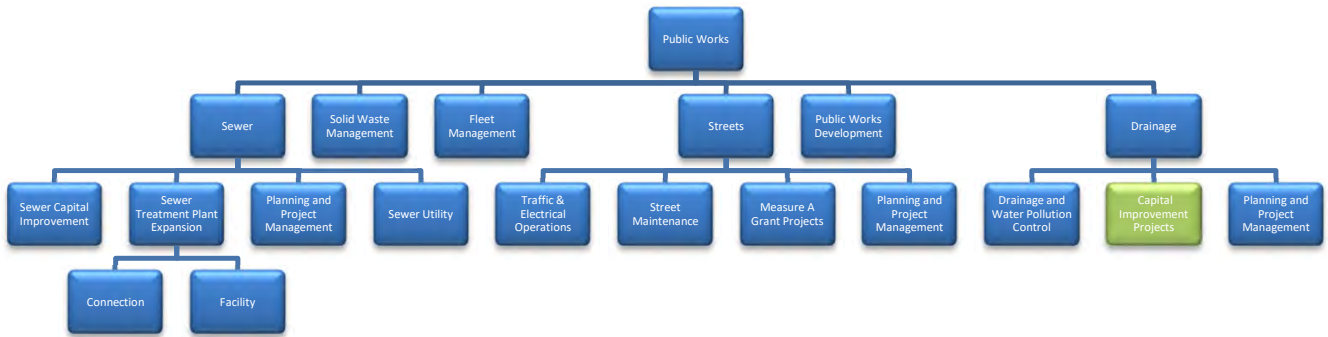 Public Works
Sewer
Solid Waste
Management
Fleet
Management
Streets
Public Works
Development
Drainage
Sewer Capital
Improvement
Sewer
Treatment Plant
Expansion
Planning and
Project
Management
Sewer Utility
Traffic &
Electrical
Operations
Street
Maintenance
Measure A
Grant Projects
Planning and
Project
Management
Drainage and
Water Pollution
Control
Capital
Improvement
Projects
Planning and
Project
Management
Connection
Facility